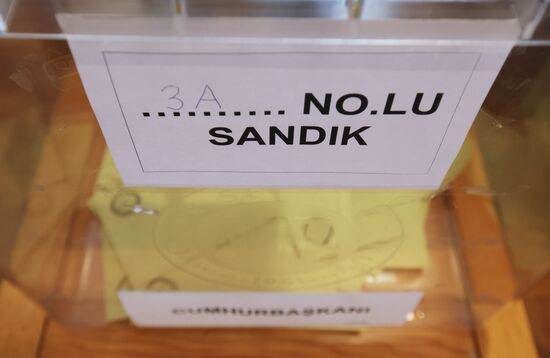 3A .......... NO.LU
SANDIK
CUMHURBAŞKANI